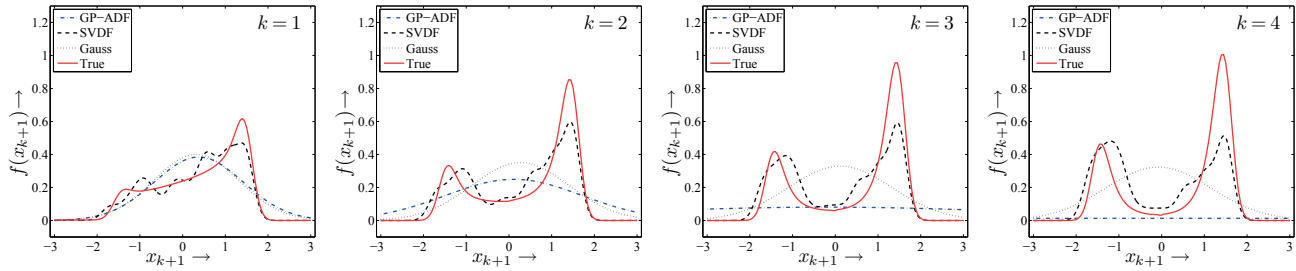 k = 1
GP−ADF
SVDF
Gauss
True
f(x_{k+1}) →
1.2
1
0.8
0.6
0.4
0.2
0
−3 −2 −1 0 1 2 3
x_{k+1} →
k = 2
GP−ADF
SVDF
Gauss
True
f(x_{k+1}) →
1.2
1
0.8
0.6
0.4
0.2
0
−3 −2 −1 0 1 2 3
x_{k+1} →
k = 3
GP−ADF
SVDF
Gauss
True
f(x_{k+1}) →
1.2
1
0.8
0.6
0.4
0.2
0
−3 −2 −1 0 1 2 3
x_{k+1} →
k = 4
GP−ADF
SVDF
Gauss
True
f(x_{k+1}) →
1.2
1
0.8
0.6
0.4
0.2
0
−3 −2 −1 0 1 2 3
x_{k+1} →